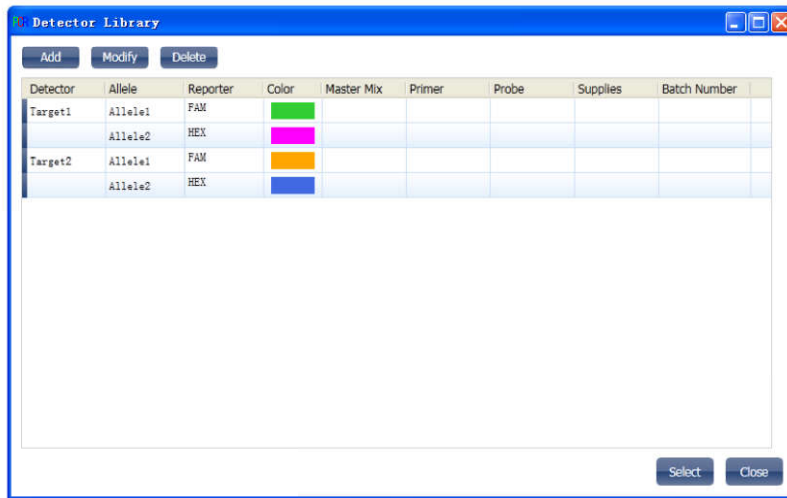 Detector Library
Add Modify Delete
Detector Allele Reporter Color Master Mix Primer Probe Supplies Batch Number
Target1 Allele1 FAM
Allele2 HEX
Target2 Allele1 FAM
Allele2 HEX
Select Close